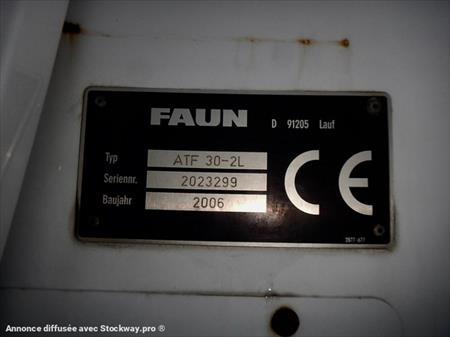 FAUN D 91205 Lauf
Typ ATF 30-2L
Seriennr. 2023299
Baujahr 2006
CE
Annonce diffusée avec Stockway.pro ®